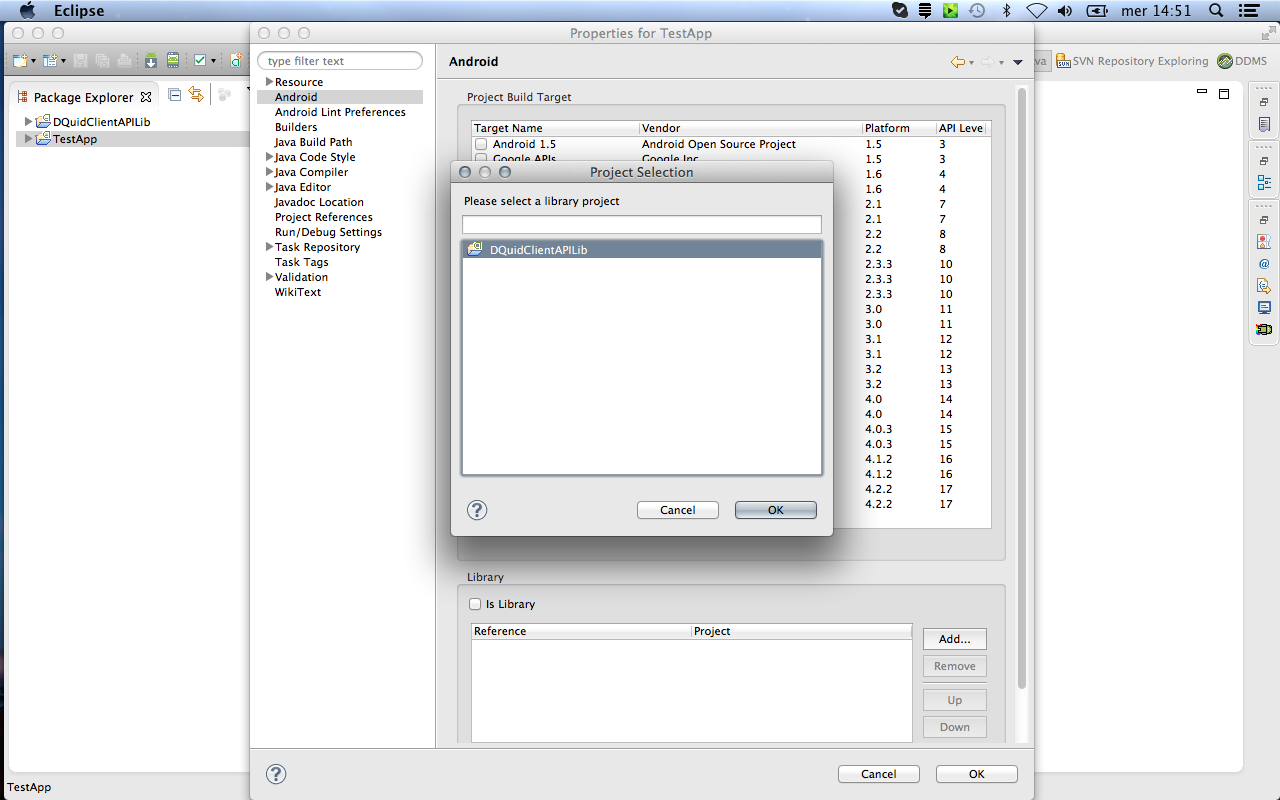 Eclipse
mer 14:51
Properties for TestApp
type filter text
Android
SVN Repository Exploring
DDMS
Package Explorer
DQuidClientAPILib
TestApp
Resource
Android
Android Lint Preferences
Builders
Java Build Path
Java Code Style
Java Compiler
Java Editor
Javadoc Location
Project References
Run/Debug Settings
Task Repository
Task Tags
Validation
WikiText
Project Build Target
Target Name Vendor Platform API Leve
Android 1.5 Android Open Source Project 1.5 3
Google APIs Google Inc. 1.5 3
1.6 4
1.6 4
2.1 7
2.1 7
2.2 8
2.2 8
2.3.3 10
2.3.3 10
2.3.3 10
3.0 11
3.0 11
3.1 12
3.1 12
3.2 13
3.2 13
4.0 14
4.0 14
4.0.3 15
4.0.3 15
4.1.2 16
4.1.2 16
4.2.2 17
4.2.2 17
Project Selection
Please select a library project
DQuidClientAPILib
Cancel
OK
Library
Is Library
Reference Project
Add...
Remove
Up
Down
Cancel
OK
TestApp